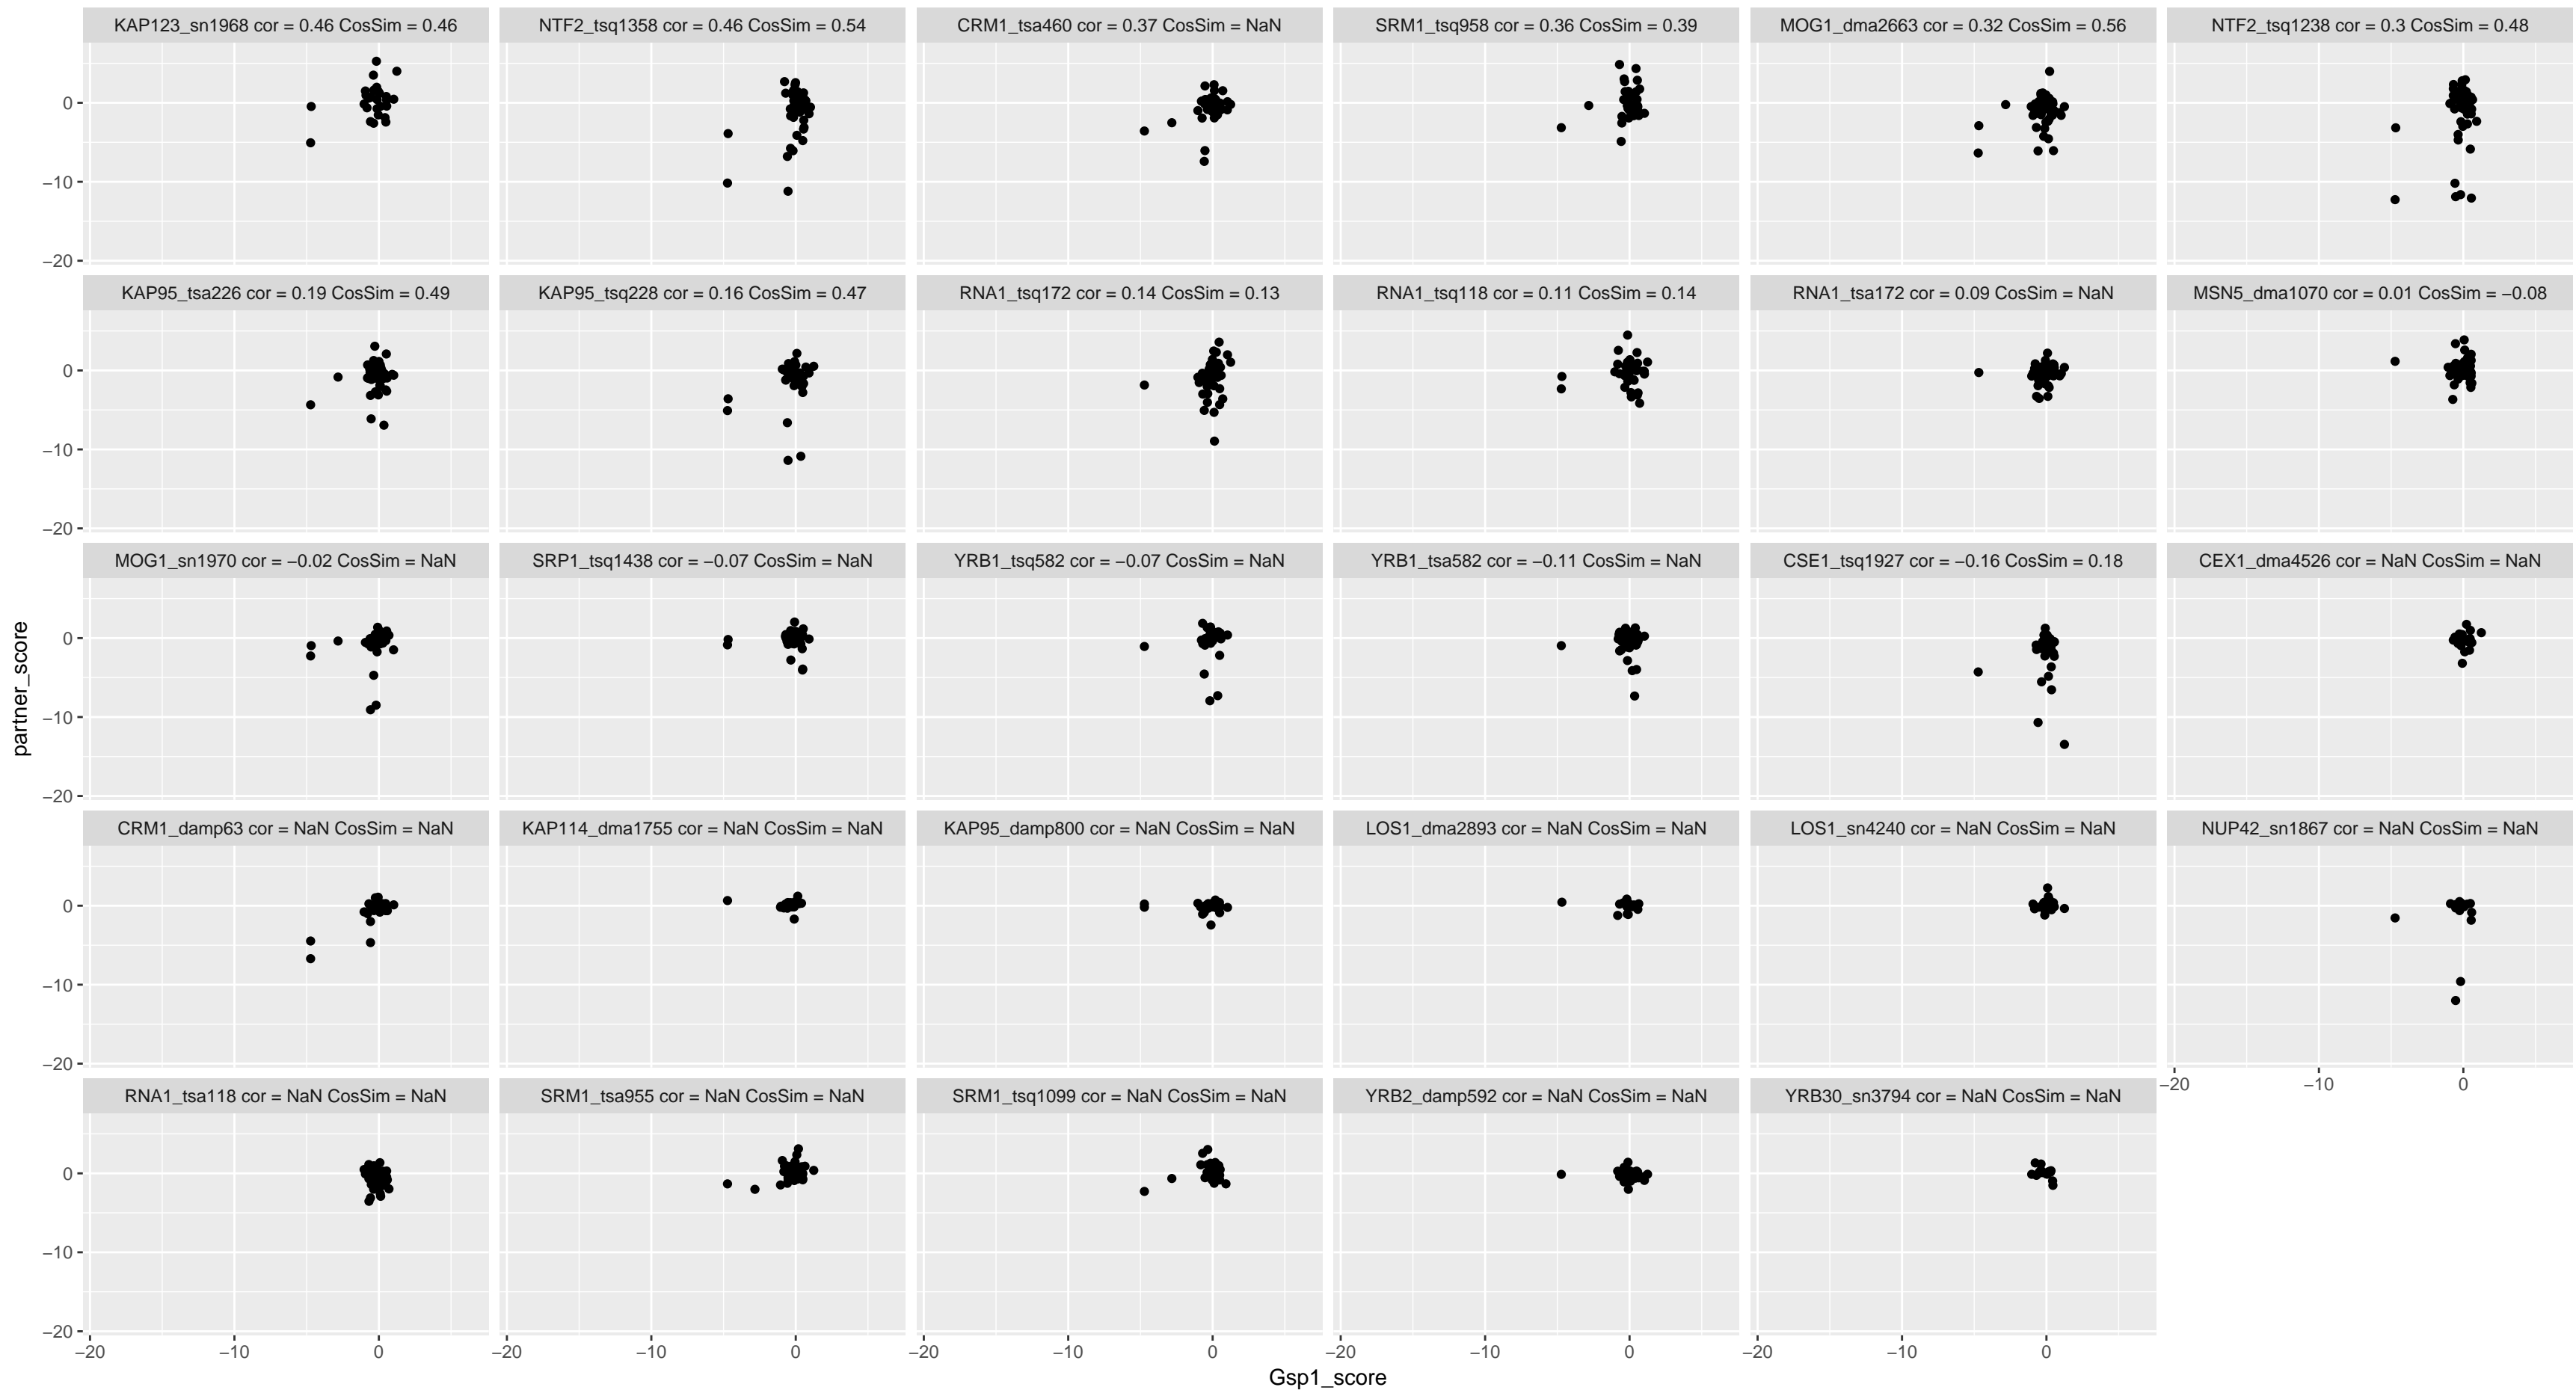 KAP123_sn1968 cor = 0.46 CosSim = 0.46
NTF2_tsq1358 cor = 0.46 CosSim = 0.54
CRM1_tsa460 cor = 0.37 CosSim = NaN
SRM1_tsq958 cor = 0.36 CosSim = 0.39
MOG1_dma2663 cor = 0.32 CosSim = 0.56
NTF2_tsq1238 cor = 0.3 CosSim = 0.48
0
−10
−20
KAP95_tsa226 cor = 0.19 CosSim = 0.49
KAP95_tsq228 cor = 0.16 CosSim = 0.47
RNA1_tsq172 cor = 0.14 CosSim = 0.13
RNA1_tsq118 cor = 0.11 CosSim = 0.14
RNA1_tsa172 cor = 0.09 CosSim = NaN
MSN5_dma1070 cor = 0.01 CosSim = −0.08
0
−10
−20
MOG1_sn1970 cor = −0.02 CosSim = NaN
SRP1_tsq1438 cor = −0.07 CosSim = NaN
YRB1_tsq582 cor = −0.07 CosSim = NaN
YRB1_tsa582 cor = −0.11 CosSim = NaN
CSE1_tsq1927 cor = −0.16 CosSim = 0.18
CEX1_dma4526 cor = NaN CosSim = NaN
partner_score
0
−10
−20
CRM1_damp63 cor = NaN CosSim = NaN
KAP114_dma1755 cor = NaN CosSim = NaN
KAP95_damp800 cor = NaN CosSim = NaN
LOS1_dma2893 cor = NaN CosSim = NaN
LOS1_sn4240 cor = NaN CosSim = NaN
NUP42_sn1867 cor = NaN CosSim = NaN
0
−10
−20
−20 −10 0
RNA1_tsa118 cor = NaN CosSim = NaN
SRM1_tsa955 cor = NaN CosSim = NaN
SRM1_tsq1099 cor = NaN CosSim = NaN
YRB2_damp592 cor = NaN CosSim = NaN
YRB30_sn3794 cor = NaN CosSim = NaN
0
−10
−20
−20 −10 0 −20 −10 0 −20 −10 0 −20 −10 0 −20 −10 0
Gsp1_score